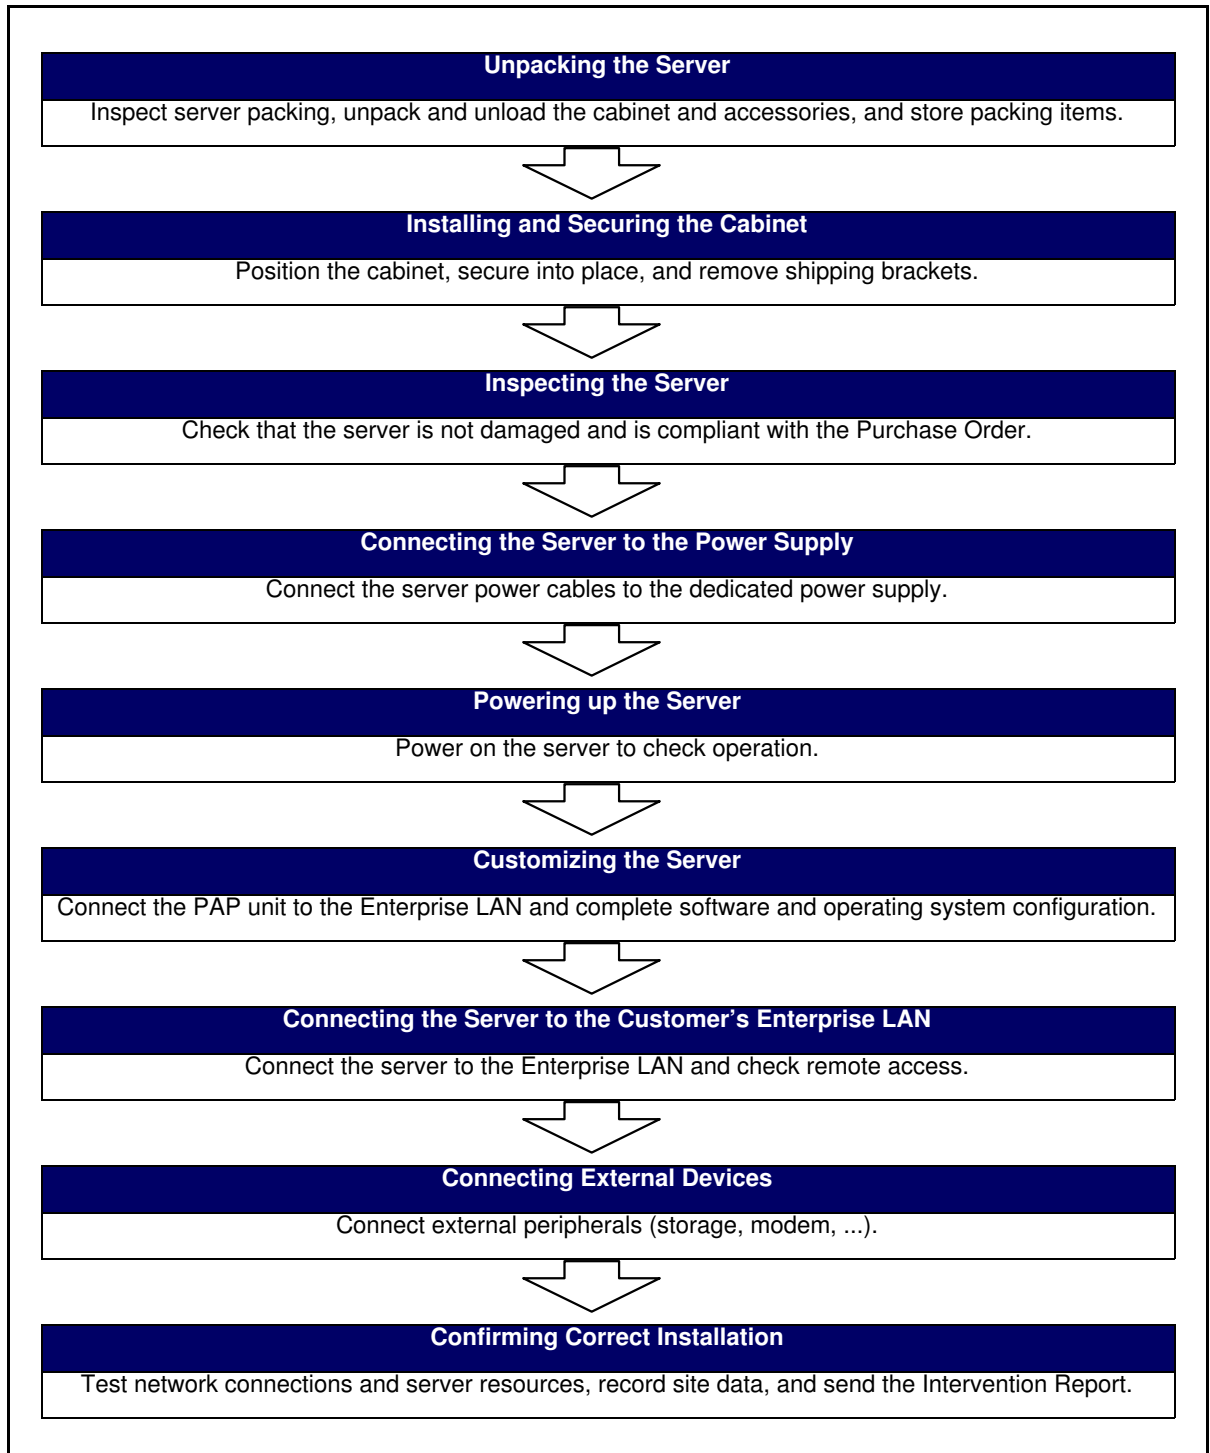 Unpacking the Server
Inspect server packing, unpack and unload the cabinet and accessories, and store packing items.
Installing and Securing the Cabinet
Position the cabinet, secure into place, and remove shipping brackets.
Inspecting the Server
Check that the server is not damaged and is compliant with the Purchase Order.
Connecting the Server to the Power Supply
Connect the server power cables to the dedicated power supply.
Powering up the Server
Power on the server to check operation.
Customizing the Server
Connect the PAP unit to the Enterprise LAN and complete software and operating system configuration.
Connecting the Server to the Customer’s Enterprise LAN
Connect the server to the Enterprise LAN and check remote access.
Connecting External Devices
Connect external peripherals (storage, modem, ...).
Confirming Correct Installation
Test network connections and server resources, record site data, and send the Intervention Report.